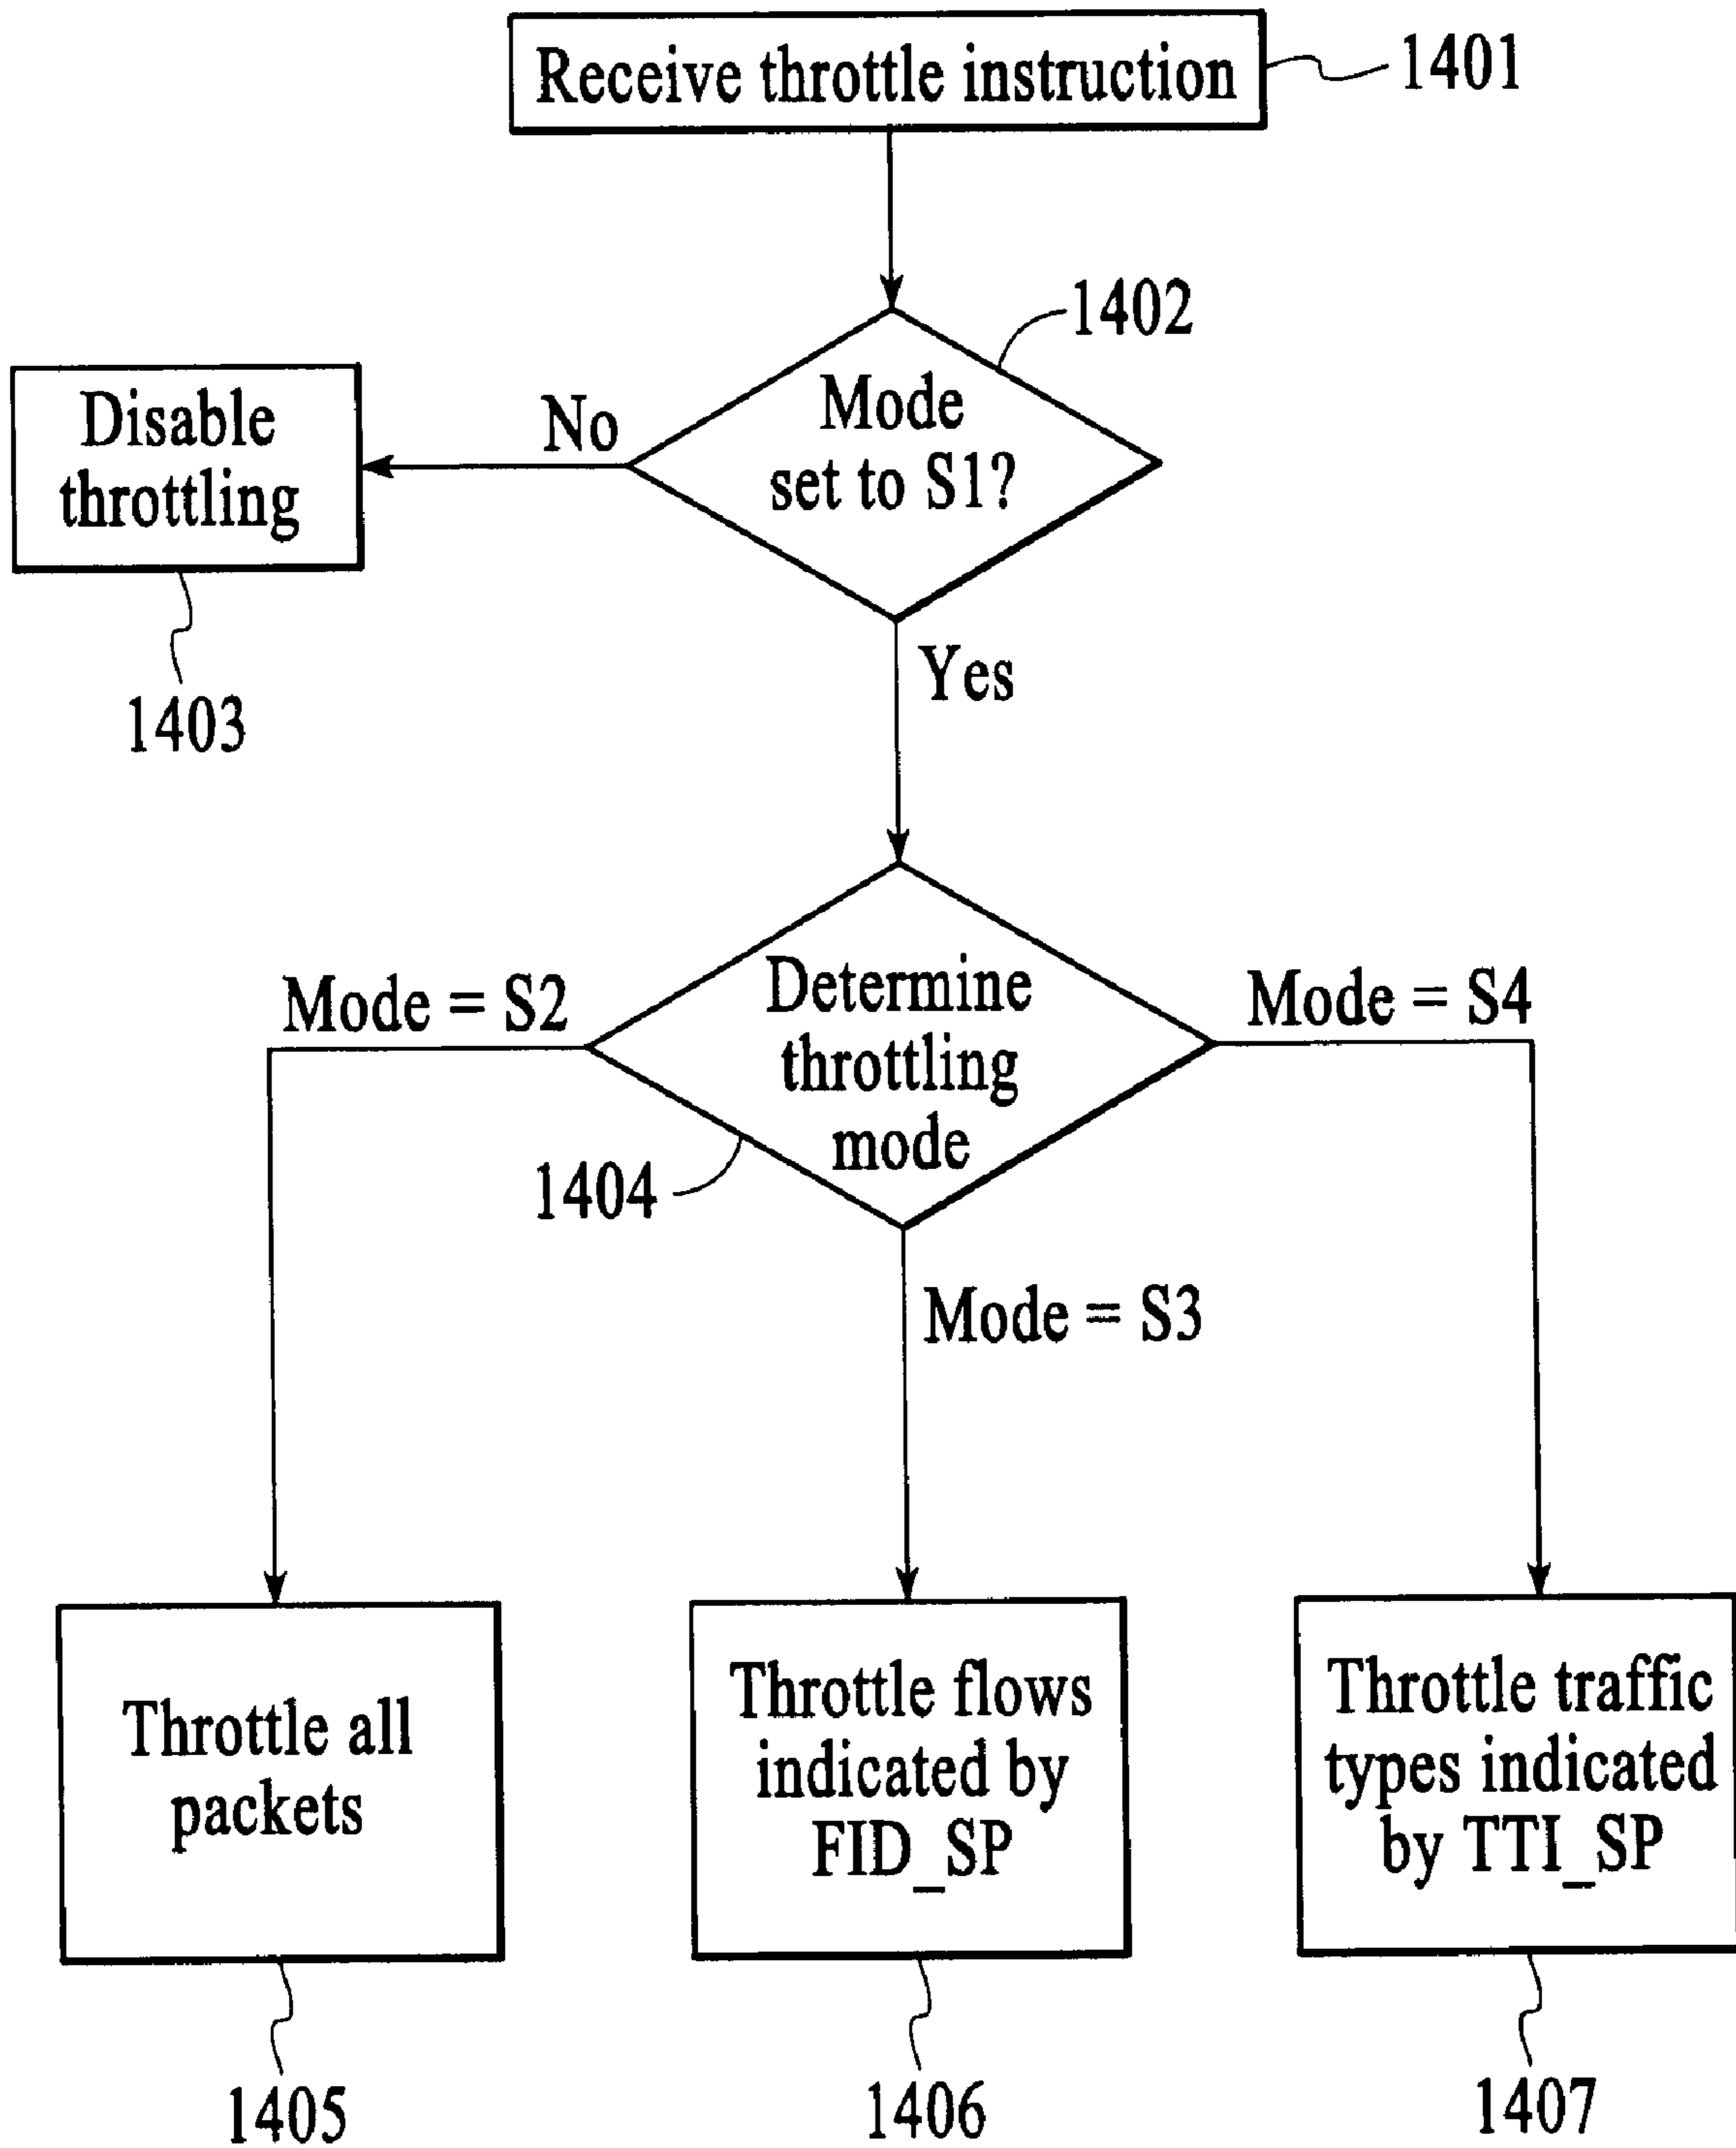 Receive throttle instruction
1401
1402
Mode
set to S1?
No
Disable
throttling
1403
Yes
Determine
throttling
mode
1404
Mode = S2
Mode = S4
Mode = S3
Throttle all
packets
1405
Throttle flows
indicated by
FID_SP
1406
Throttle traffic
types indicated
by TTI_SP
1407